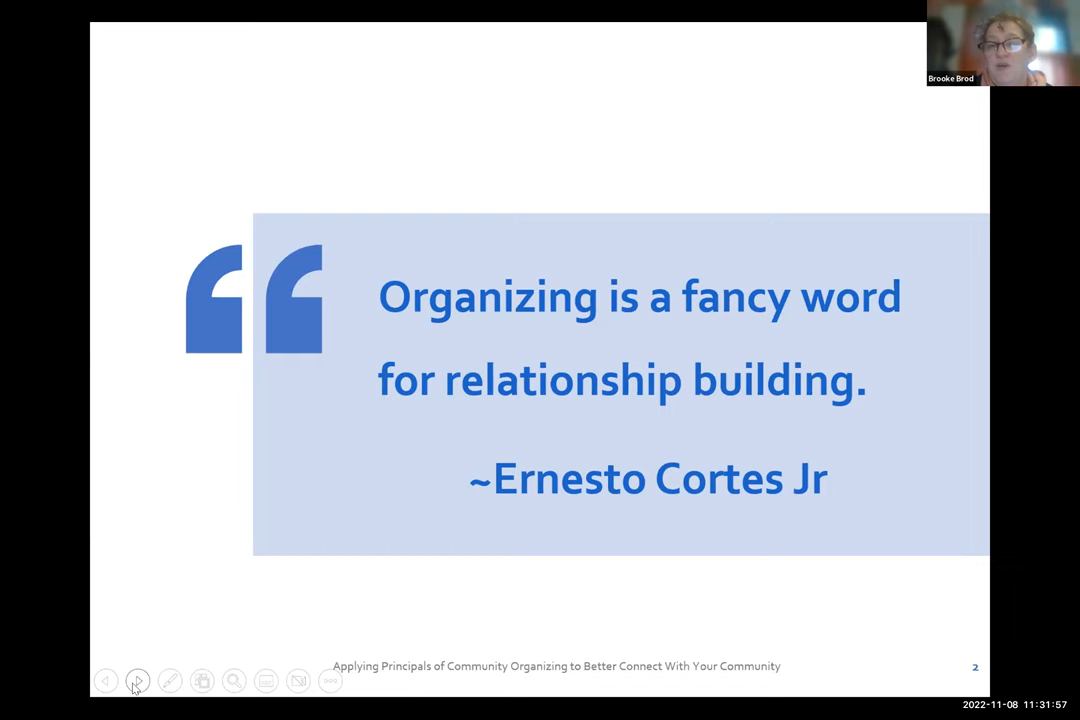 Brooke Brod
Organizing is a fancy word
for relationship building.
~Ernesto Cortes Jr
Applying Principals of Community Organizing to Better Connect With Your Community
2
2022-11-08 11:31:57